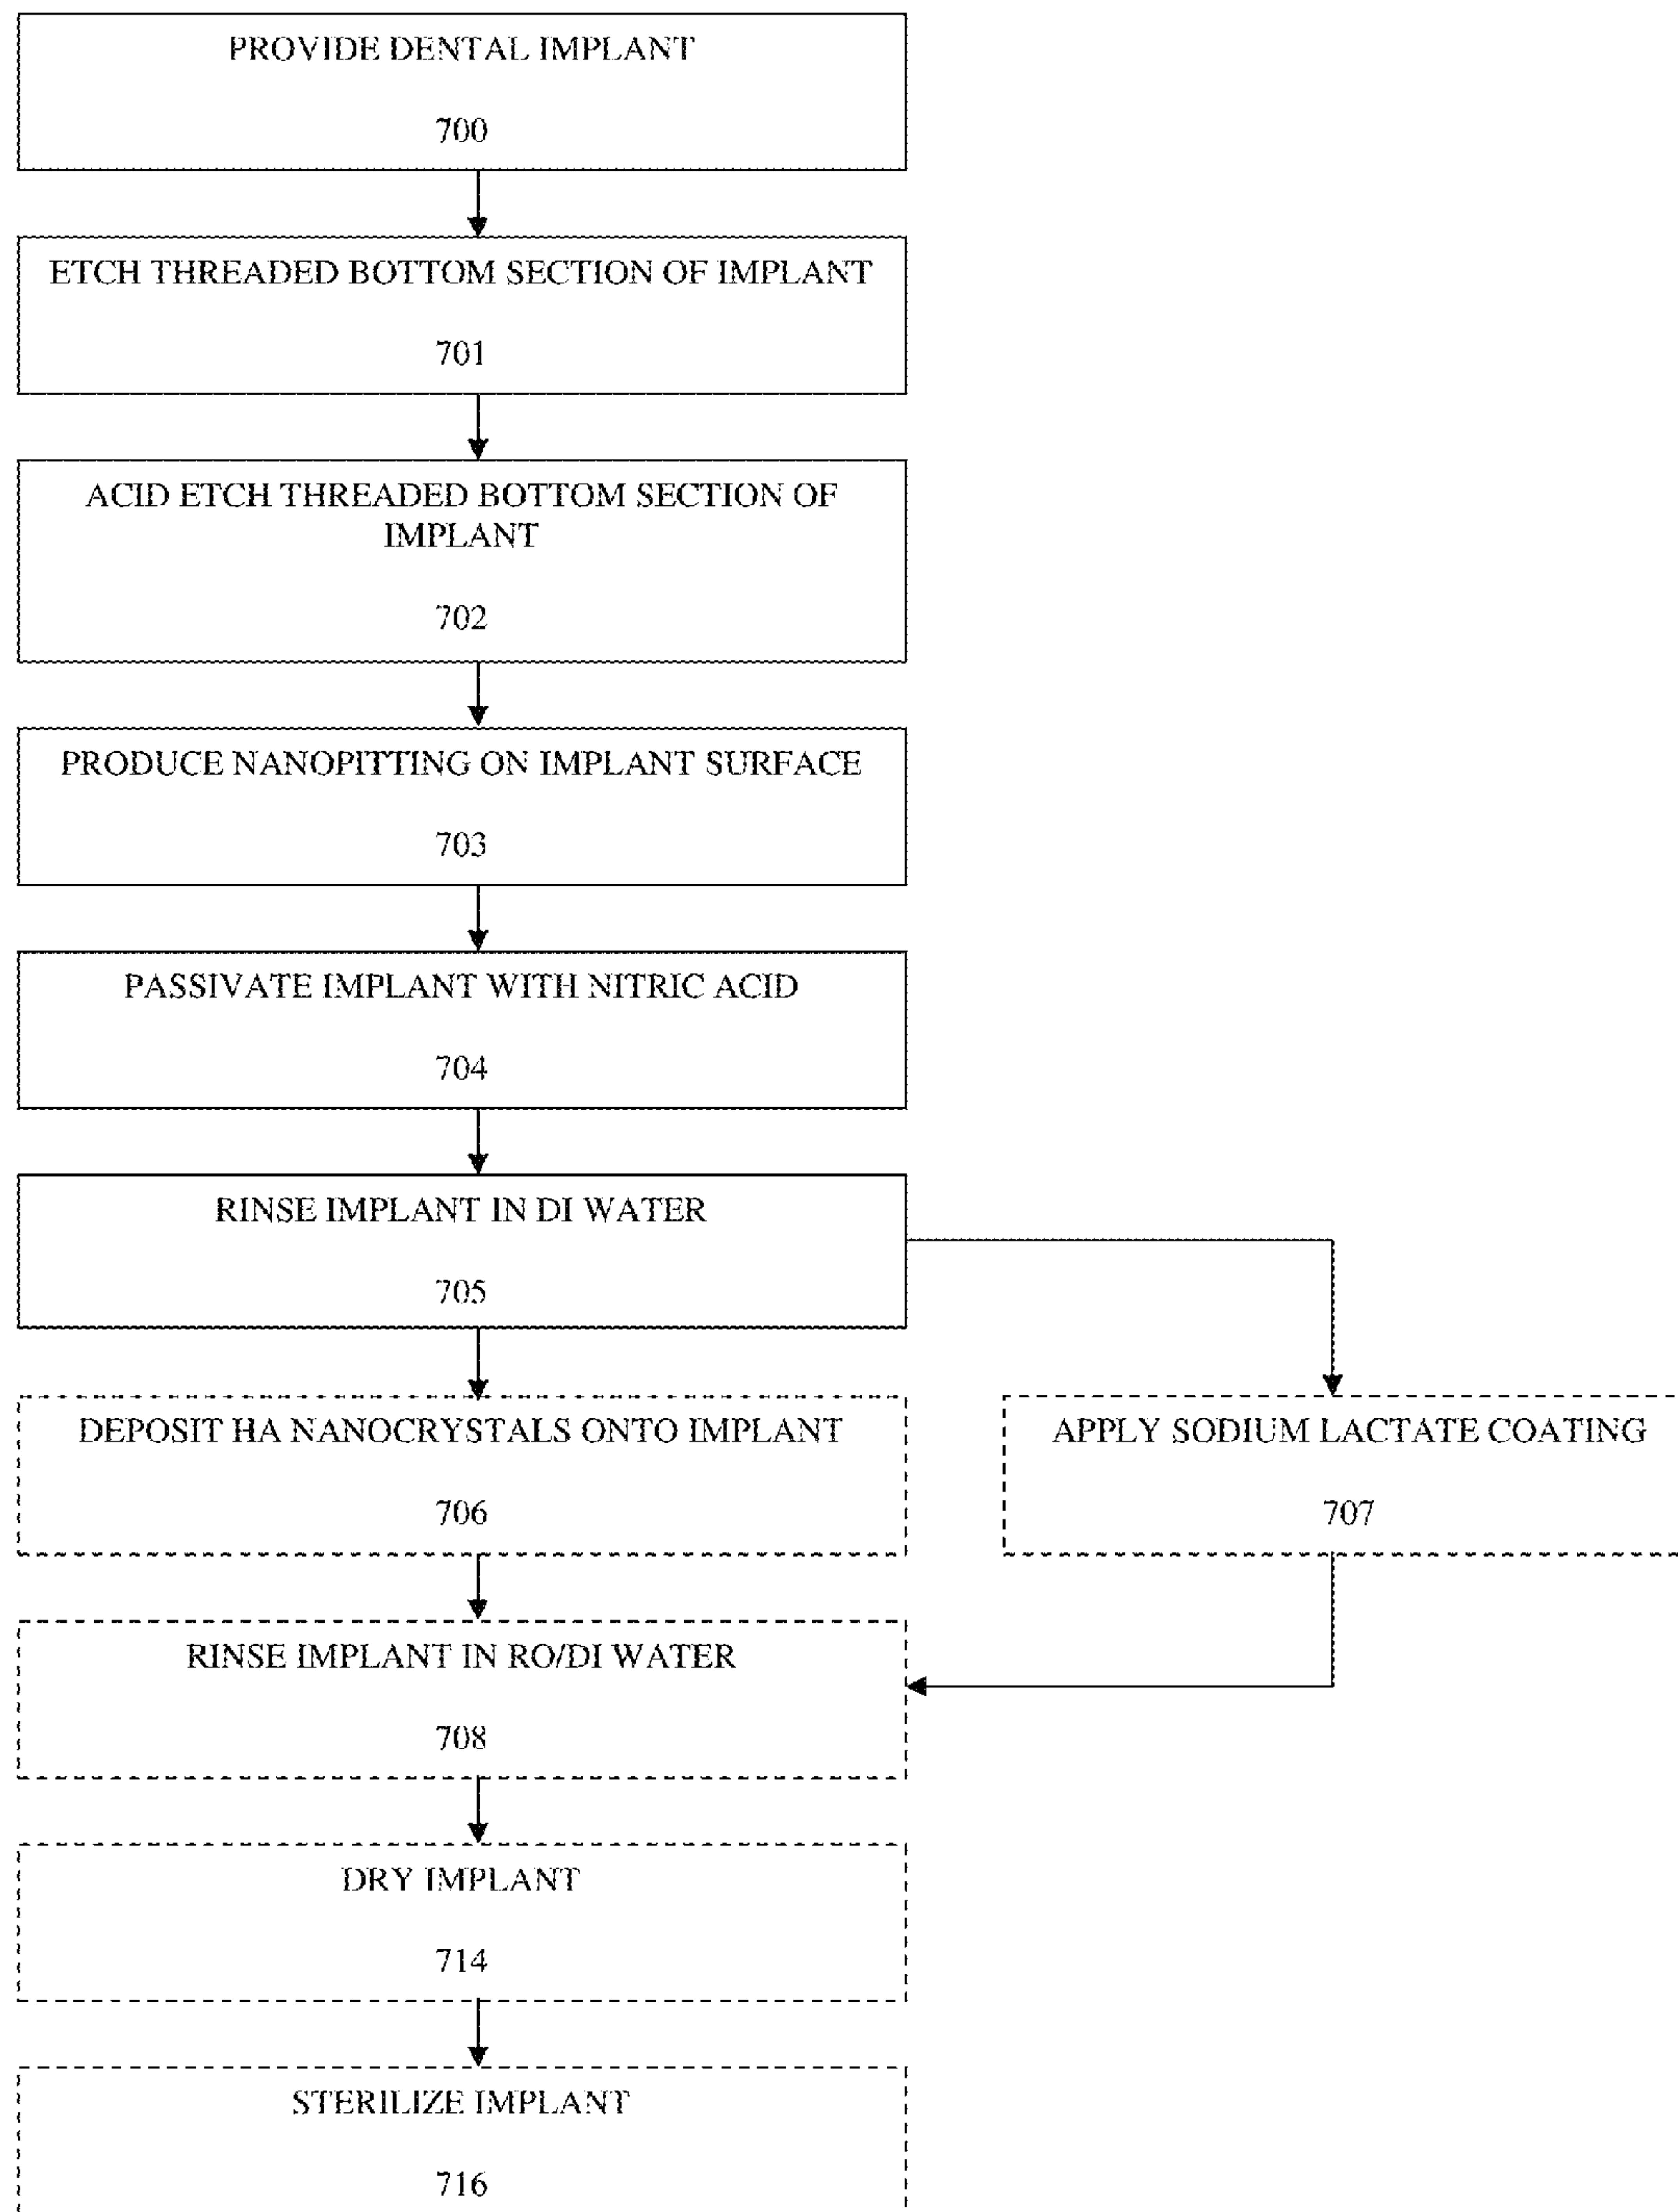 PROVIDE DENTAL IMPLANT
700
ETCH THREADED BOTTOM SECTION OF IMPLANT
701
ACID ETCH THREADED BOTTOM SECTION OF
IMPLANT
702
PRODUCE NANOPITTING ON IMPLANT SURFACE
703
PASSIVATE IMPLANT WITH NITRIC ACID
704
RINSE IMPLANT IN DI WATER
705
DEPOSIT HA NANOCRYSTALS ONTO IMPLANT
706
APPLY SODIUM LACTATE COATING
707
RINSE IMPLANT IN RO/DI WATER
708
DRY IMPLANT
714
STERILIZE IMPLANT
716